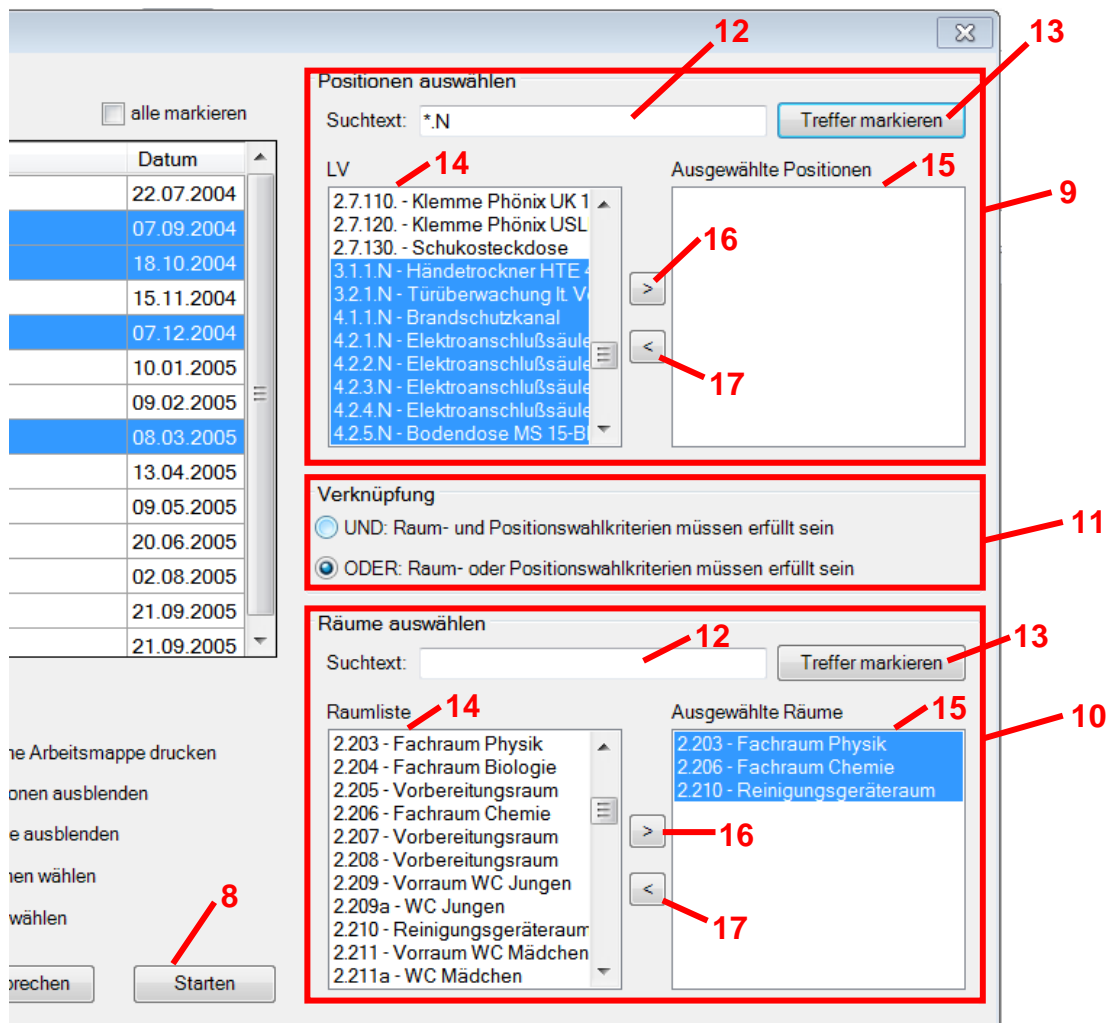 12
13
Positionen auswählen
alle markieren
Suchtext: *.N Treffer markieren
Datum
22.07.2004
07.09.2004
18.10.2004
15.11.2004
07.12.2004
10.01.2005
09.02.2005
08.03.2005
13.04.2005
09.05.2005
20.06.2005
02.08.2005
21.09.2005
21.09.2005
LV 14 Ausgewählte Positionen 15
9
2.7.110. - Klemme Phönix UK 1
2.7.120. - Klemme Phönix USL
2.7.130. - Schukosteckdose
3.1.1.N - Händetrockner HTE 4
3.2.1.N - Türüberwachung lt. Ve
4.1.1.N - Brandschutzkanal
4.2.1.N - Elektroanschlußsäule
4.2.2.N - Elektroanschlußsäule
4.2.3.N - Elektroanschlußsäule
4.2.4.N - Elektroanschlußsäule
4.2.5.N - Bodendose MS 15-Bl
16
>
<
17
Verknüpfung
UND: Raum- und Positionswahlkriterien müssen erfüllt sein
11
ODER: Raum- oder Positionswahlkriterien müssen erfüllt sein
Räume auswählen
12
13
Suchtext: Treffer markieren
Raumliste 14 Ausgewählte Räume 15
10
2.203 - Fachraum Physik
2.204 - Fachraum Biologie
2.205 - Vorbereitungsraum
2.206 - Fachraum Chemie
2.207 - Vorbereitungsraum
2.208 - Vorbereitungsraum
2.209 - Vorraum WC Jungen
2.209a - WC Jungen
2.210 - Reinigungsgeräteraum
2.211 - Vorraum WC Mädchen
2.211a - WC Mädchen
2.203 - Fachraum Physik
2.206 - Fachraum Chemie
2.210 - Reinigungsgeräteraum
>
16
<
17
ne Arbeitsmappe drucken
onen ausblenden
e ausblenden
nen wählen
wählen
8
brechen Starten